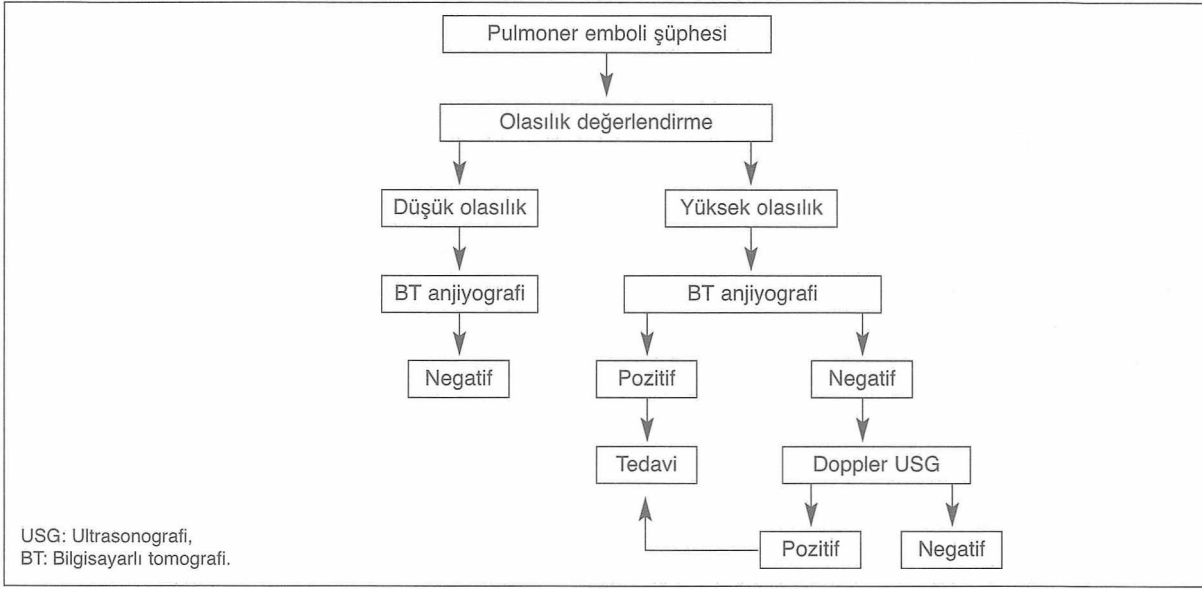 Pulmoner emboli şüphesi
Olasılık değerlendirme
Düşük olasılık
Yüksek olasılık
BT anjiyografi
BT anjiyografi
Negatif
Pozitif
Negatif
Tedavi
Doppler USG
Pozitif
Negatif
USG: Ultrasonografi,
BT: Bilgisayarlı tomografi.